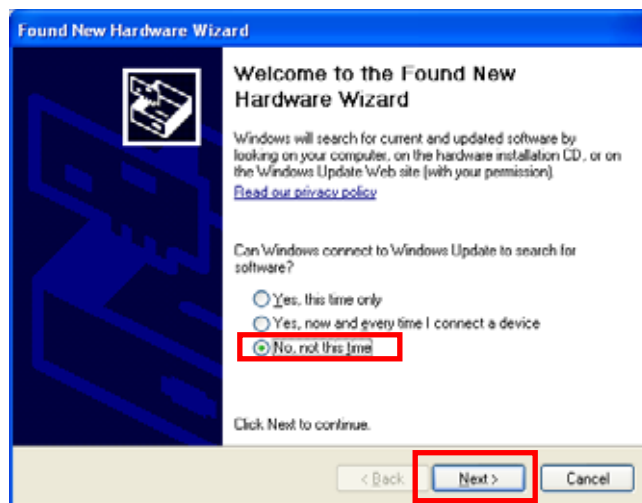 Found New Hardware Wizard
Welcome to the Found New
Hardware Wizard
Windows will search for current and updated software by
looking on your computer, on the hardware installation CD, or on
the Windows Update Web site (with your permission).
Read our privacy policy
Can Windows connect to Windows Update to search for
software?
Yes, this time only
Yes, now and every time I connect a device
No, not this time
Click Next to continue.
< Back
Next >
Cancel